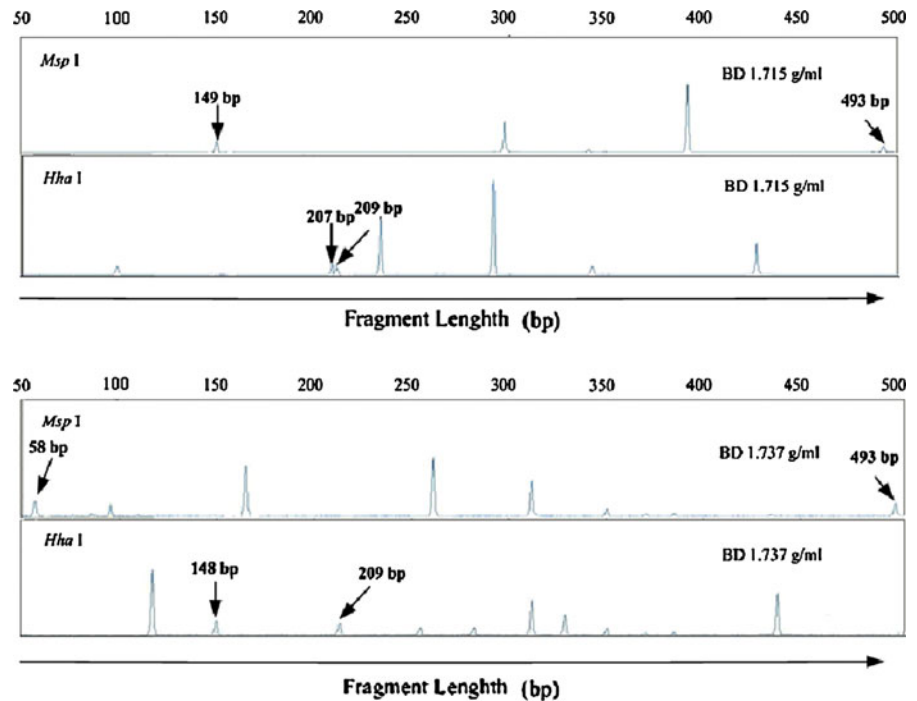 50 100 150 200 250 300 350 400 450 500
Msp I
BD 1.715 g/ml
149 bp
493 bp
Hha I
BD 1.715 g/ml
207 bp
209 bp
Fragment Lenghth (bp)
50 100 150 200 250 300 350 400 450 500
Msp I
58 bp
BD 1.737 g/ml
493 bp
Hha I
BD 1.737 g/ml
148 bp
209 bp
Fragment Lenghth (bp)